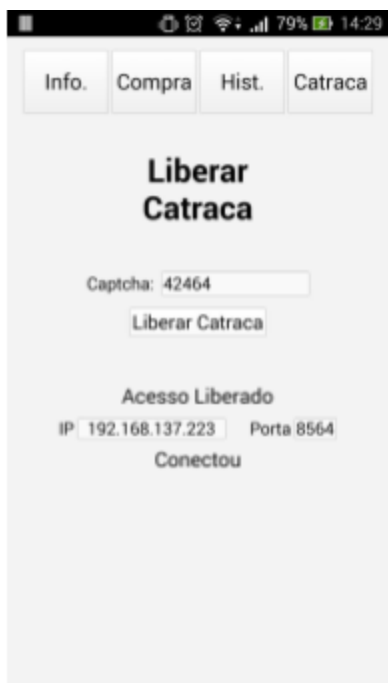 79% 14:29
Info. Compra Hist. Catraca
Liberar
Catraca
Captcha: 42464
Liberar Catraca
Acesso Liberado
IP 192.168.137.223 Porta 8564
Conectou